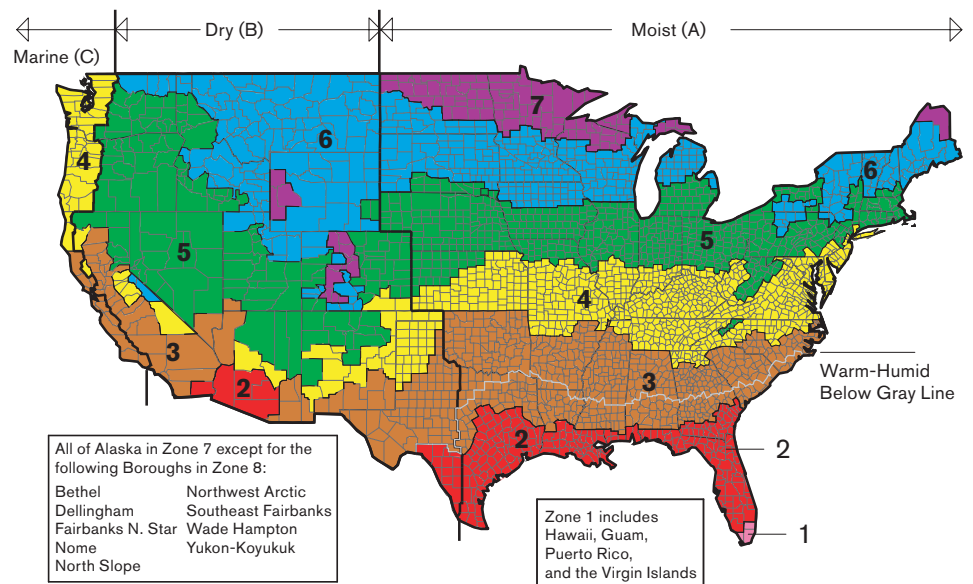 Dry (B)
Moist (A)
Marine (C)
7
6
6
4
5
5
4
3
3
2
2
Warm-Humid
Below Gray Line
2
1
All of Alaska in Zone 7 except for the
following Boroughs in Zone 8:
Bethel Northwest Arctic
Dellingham Southeast Fairbanks
Fairbanks N. Star Wade Hampton
Nome Yukon-Koyukuk
North Slope
Zone 1 includes
Hawaii, Guam,
Puerto Rico,
and the Virgin Islands